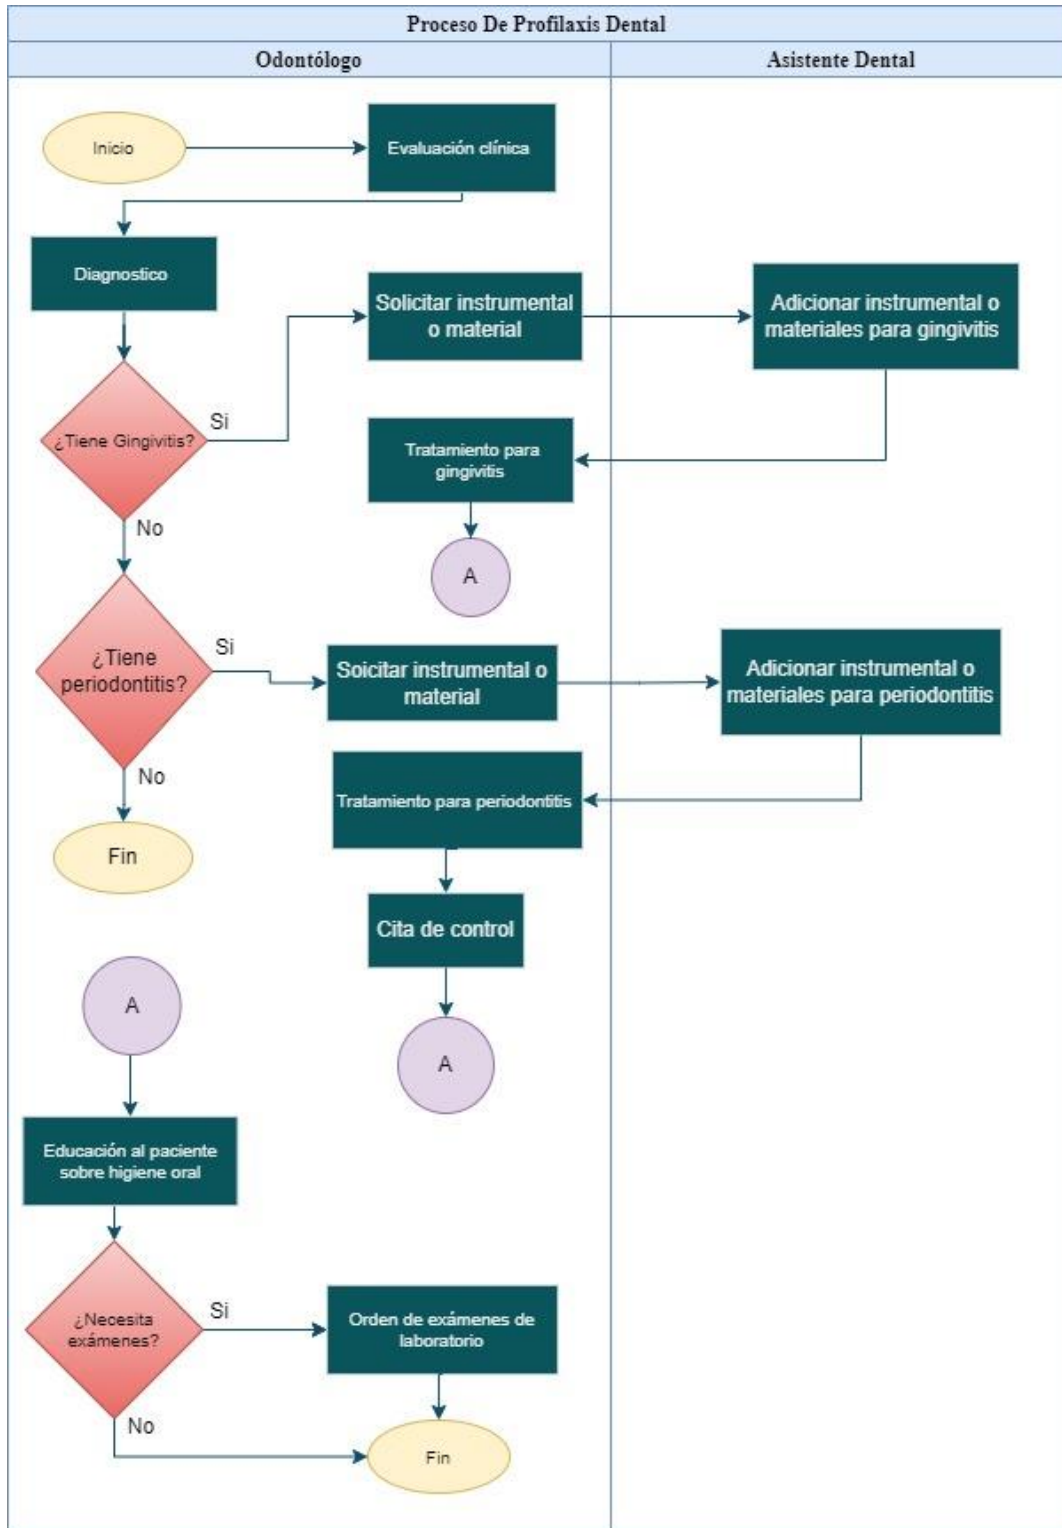 Proceso De Profilaxis Dental
Odontólogo
Asistente Dental
Inicio
Evaluación clínica
Diagnostico
Solicitar instrumental
o material
Adicionar instrumental o
materiales para gingivitis
¿Tiene Gingivitis?
Si
Tratamiento para
gingivitis
No
A
¿Tiene
periodontitis?
Si
Soicitar instrumental o
material
Adicionar instrumental o
materiales para periodontitis
No
Tratamiento para periodontitis
Fin
Cita de control
A
A
Educación al paciente
sobre higiene oral
¿Necesita
exámenes?
Si
Orden de exámenes de
laboratorio
No
Fin